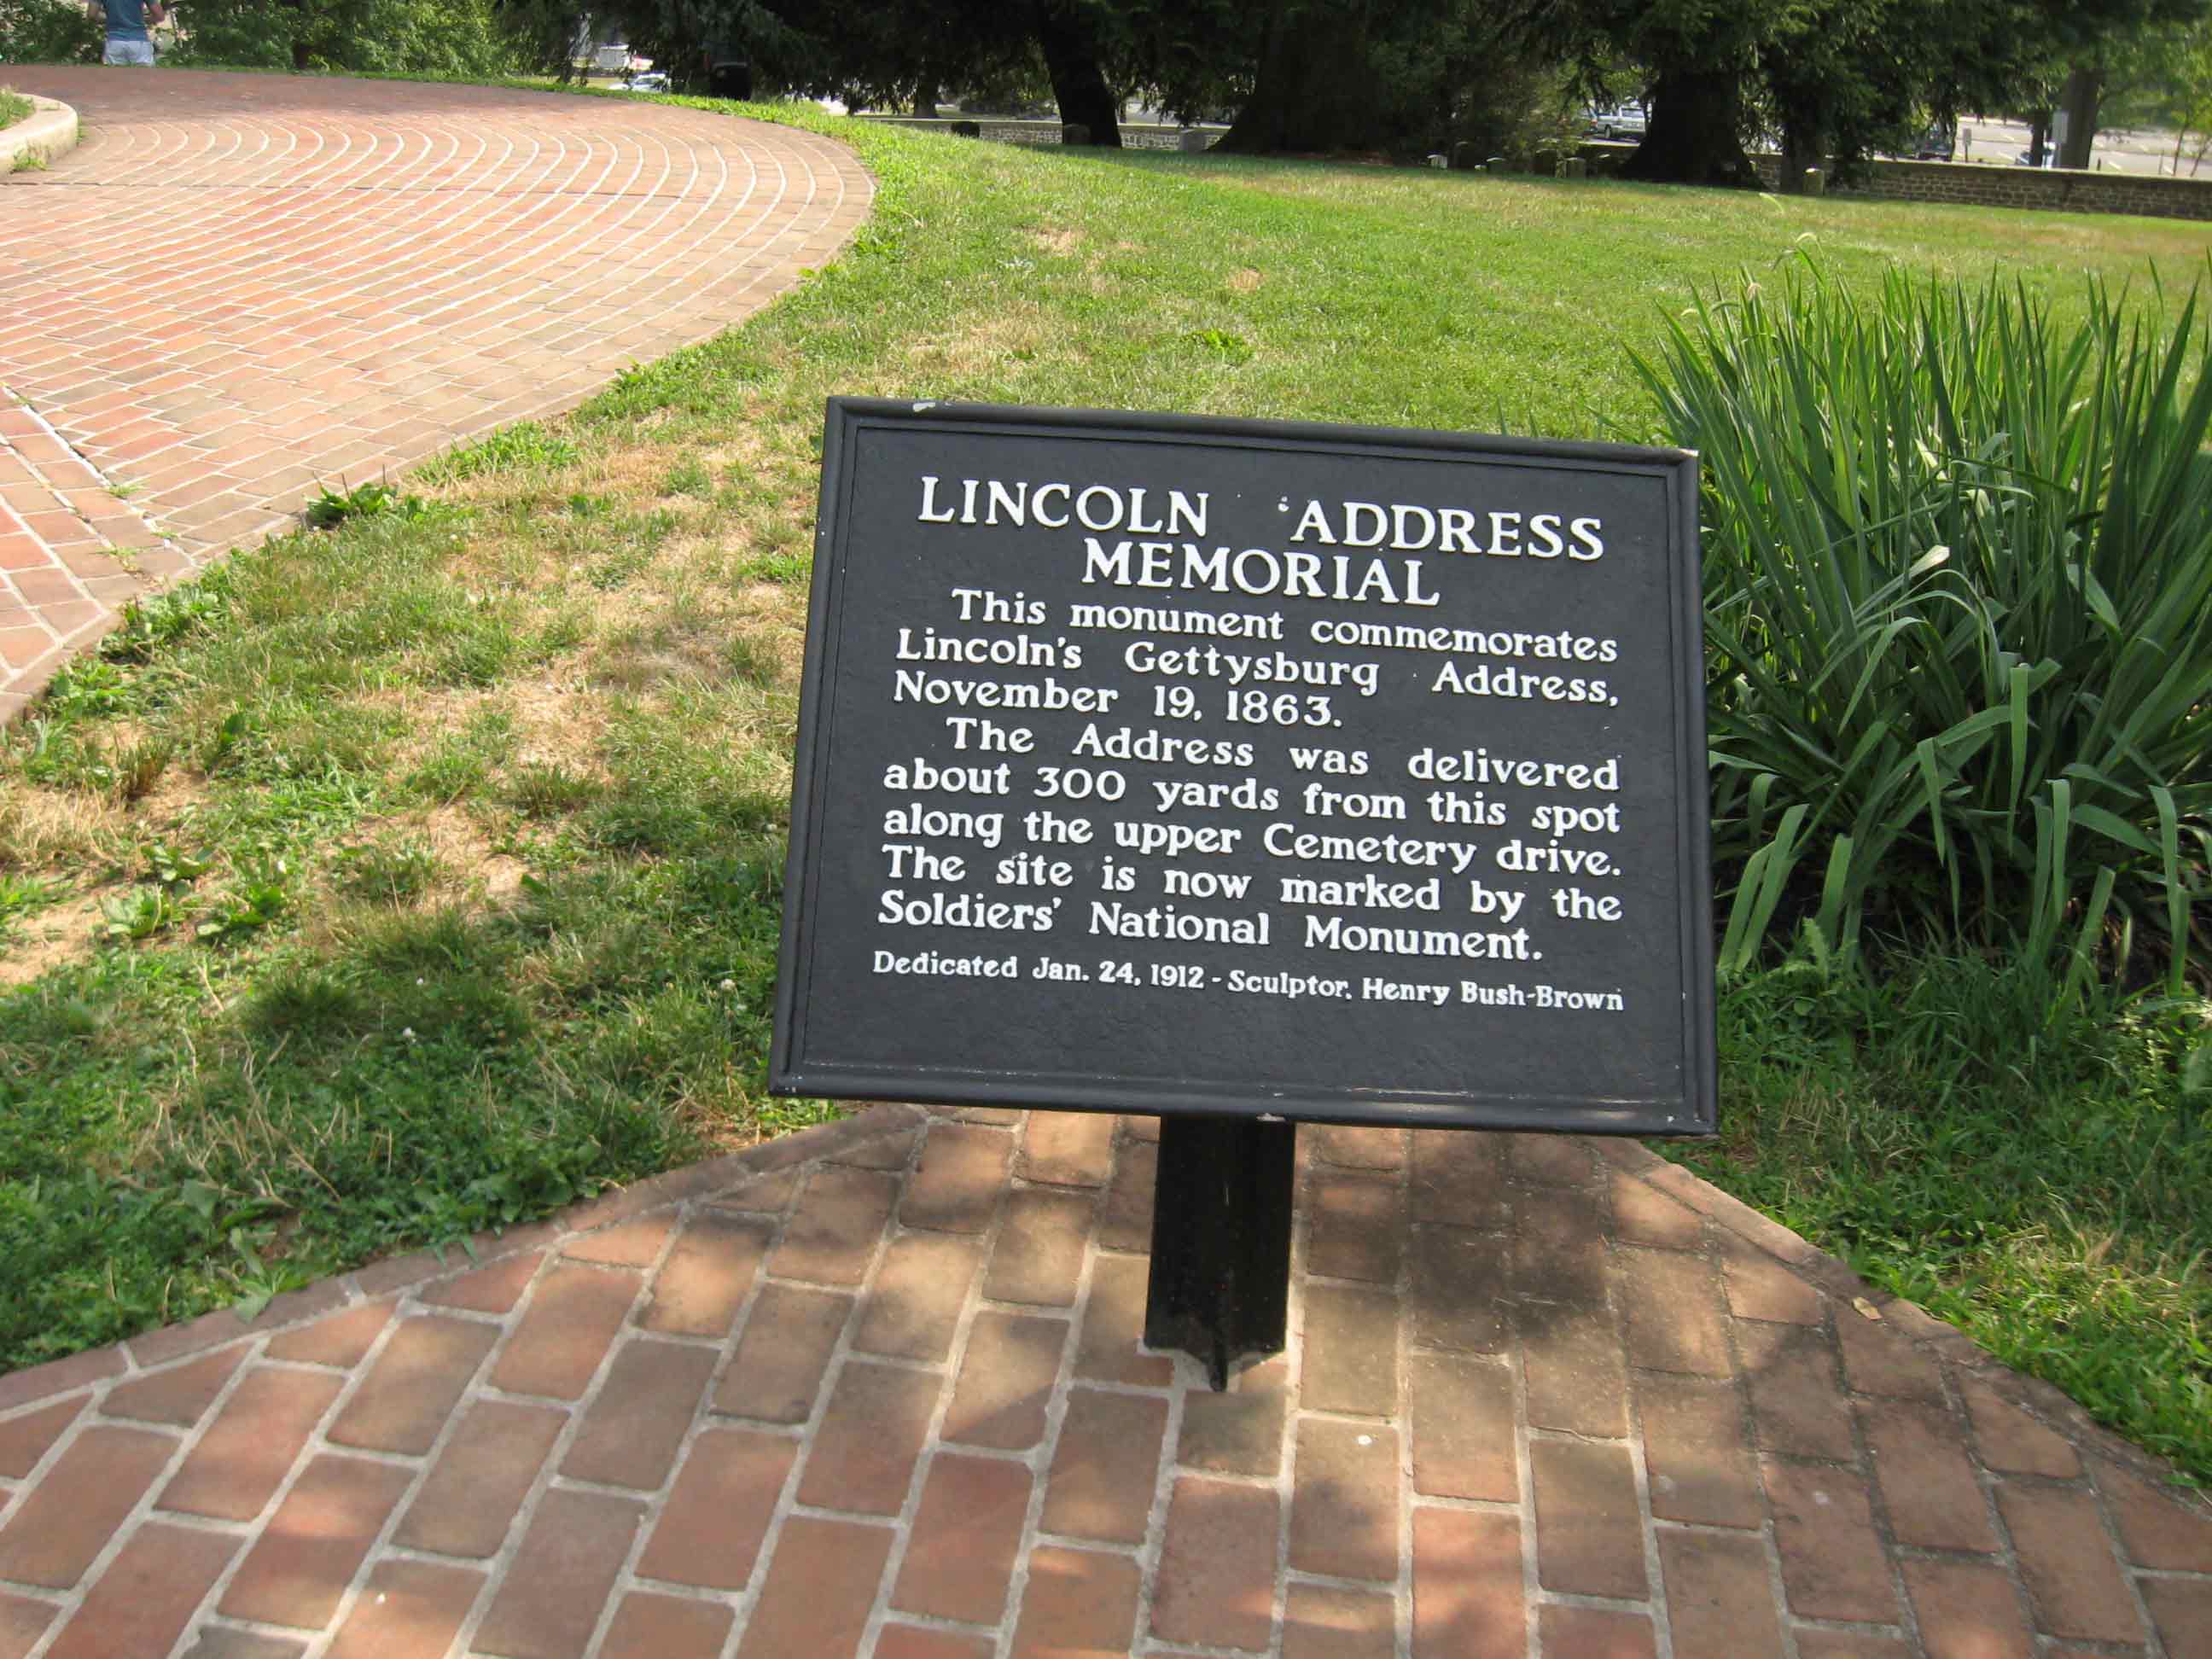 LINCOLN ADDRESS
MEMORIAL
This monument commemorates
Lincoln's Gettysburg Address,
November 19, 1863.
The Address was delivered
about 300 yards from this spot
along the upper Cemetery drive.
The site is now marked by the
Soldiers' National Monument.
Dedicated Jan. 24, 1912 - Sculptor, Henry Bush-Brown